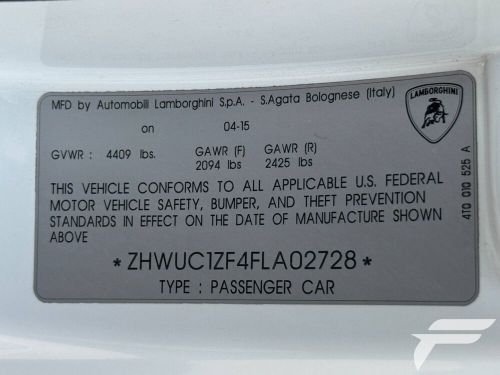 MFD by Automobili Lamborghini S.p.A. - S.Agata Bolognese (Italy)
on 04-15
GVWR : 4409 lbs. GAWR (F) GAWR (R)
2094 lbs 2425 lbs
THIS VEHICLE CONFORMS TO ALL APPLICABLE U.S. FEDERAL
MOTOR VEHICLE SAFETY, BUMPER, AND THEFT PREVENTION
STANDARDS IN EFFECT ON THE DATE OF MANUFACTURE SHOWN
ABOVE
*ZHWUC1ZF4FLA02728*
TYPE : PASSENGER CAR
LAMBORGHINI
4T0 010 525 A